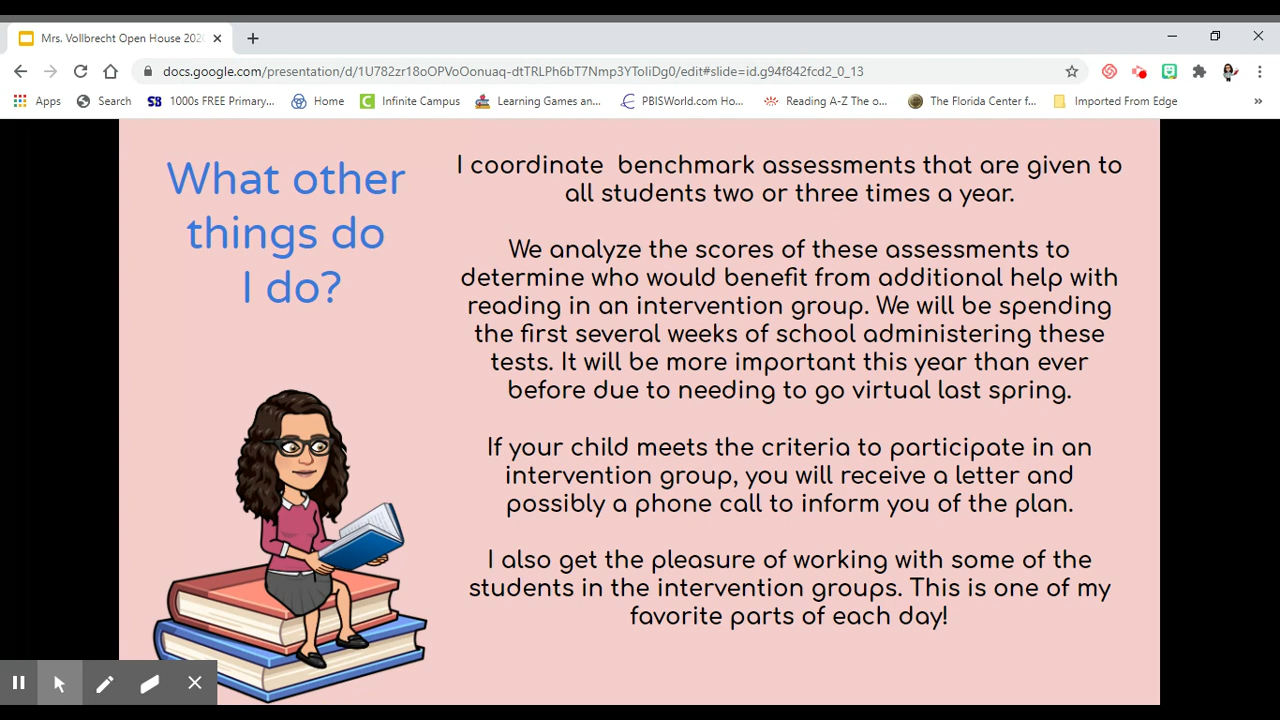 Mrs. Vollbrecht Open House 202
docs.google.com/presentation/d/1U782zr18oOPVoOonuaq-dtTRLPh6bT7Nmp3YToIiDg0/edit#slide=id.g94f842fcd2_0_13
Apps Search 1000s FREE Primary... Home Infinite Campus Learning Games an... PBISWorld.com Ho... Reading A-Z The o... The Florida Center f... Imported From Edge »
What other
things do
I do?
I coordinate  benchmark assessments that are given to
all students two or three times a year.
We analyze the scores of these assessments to
determine who would benefit from additional help with
reading in an intervention group. We will be spending
the first several weeks of school administering these
tests. It will be more important this year than ever
before due to needing to go virtual last spring.
If your child meets the criteria to participate in an
intervention group, you will receive a letter and
possibly a phone call to inform you of the plan.
I also get the pleasure of working with some of the
students in the intervention groups. This is one of my
favorite parts of each day!